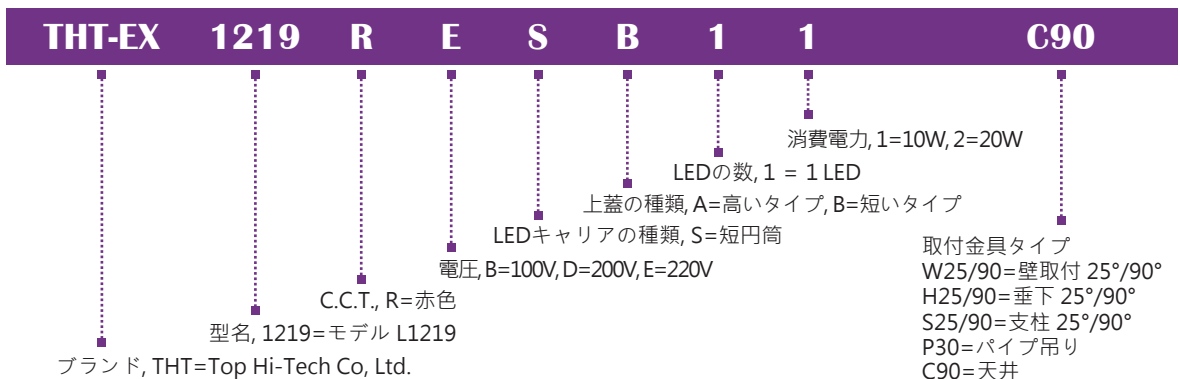 THT-EX 1219 R E S B 1 1 C90
消費電力, 1=10W, 2=20W
LEDの数, 1 = 1 LED
上蓋の種類, A=高いタイプ, B=短いタイプ
LEDキャリアの種類, S=短円筒
電圧, B=100V, D=200V, E=220V
C.C.T., R=赤色
型名, 1219=モデル L1219
ブランド, THT=Top Hi-Tech Co, Ltd.
取付金具タイプ
W25/90=壁取付 25°/90°
H25/90=垂下 25°/90°
S25/90=支柱 25°/90°
P30=パイプ吊り
C90=天井